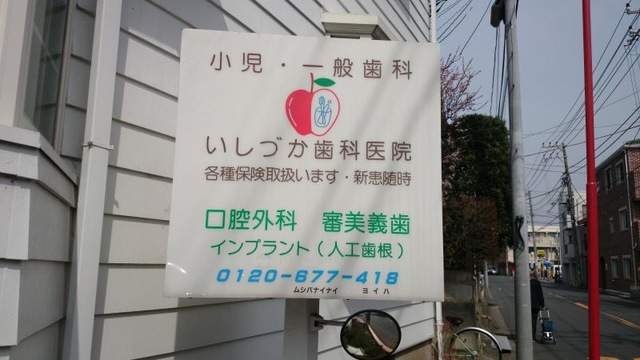 小児・一般歯科
いしづか歯科医院
各種保険取扱います・新患随時
口腔外科 審美義歯
インプラント(人工歯根)
0120-677-418
ムシバナイナイ ヨイハ